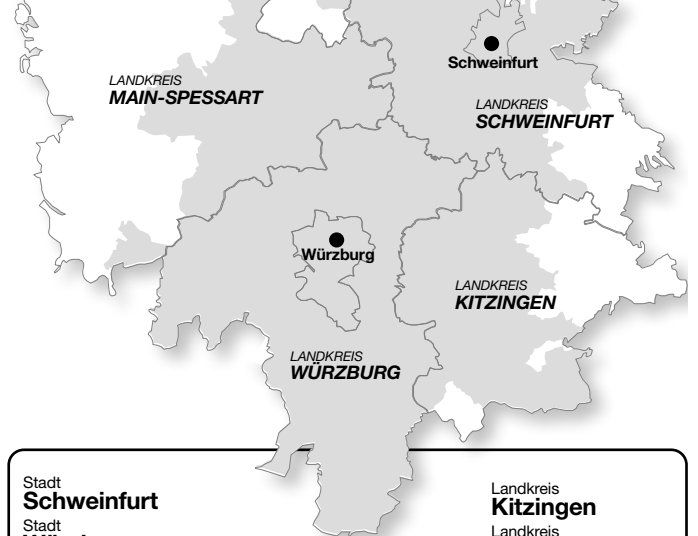 Schweinfurt
LANDKREIS
MAIN-SPESSART
LANDKREIS
SCHWEINFURT
Würzburg
LANDKREIS
KITZINGEN
LANDKREIS
WÜRZBURG
Stadt
Schweinfurt
Stadt
Landkreis
Kitzingen
Landkreis